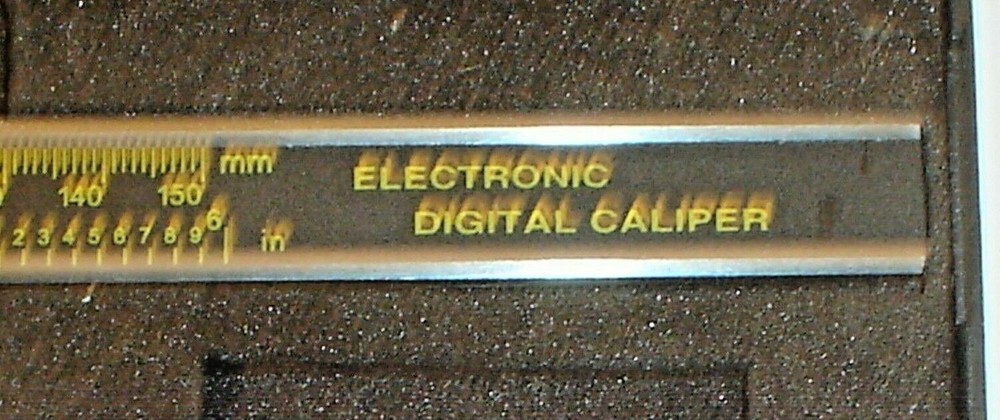 mm
ELECTRONIC
140 150
DIGITAL CALIPER
2 3 4 5 6 7 8 9 6 in